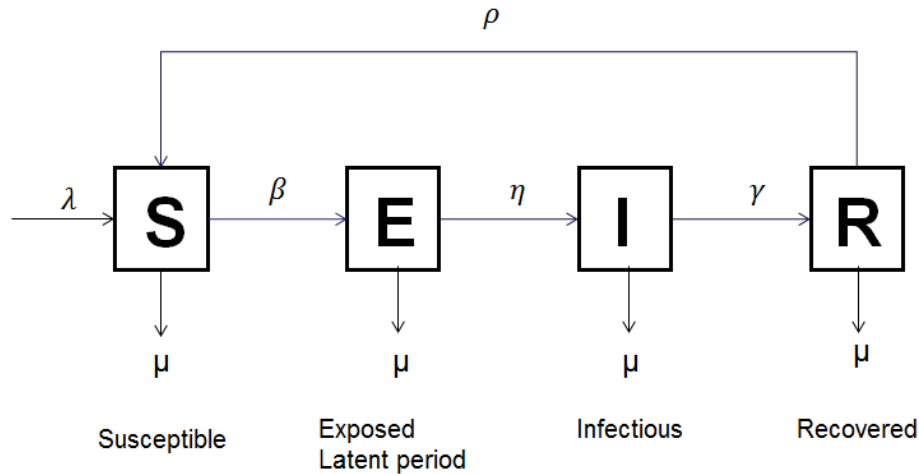 ρ
λ S β E η I γ R
μ μ μ μ
Susceptible Exposed Infectious Recovered
Latent period